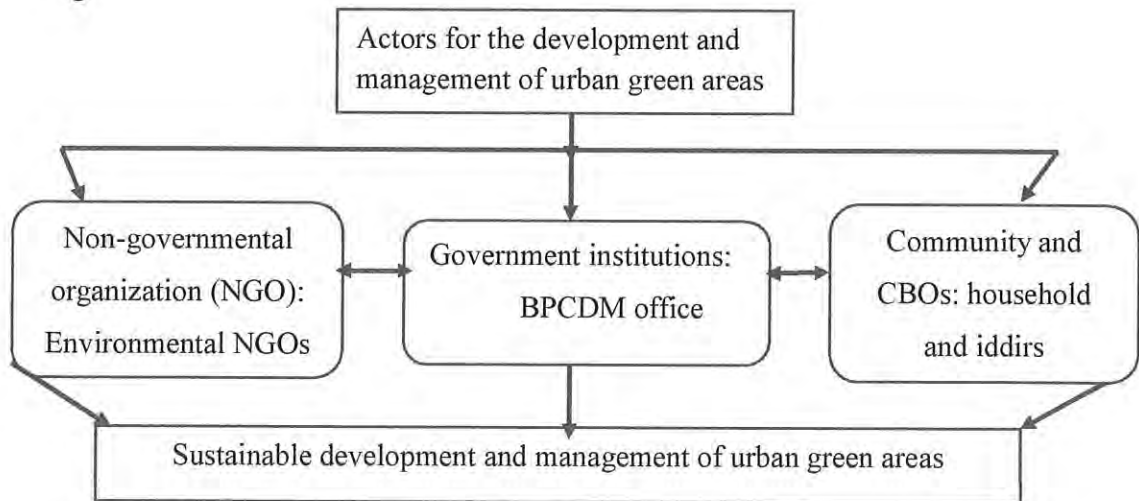 Actors for the development and
management of urban green areas
Non-governmental
organization (NGO):
Environmental NGOs
Government institutions:
BPCDM office
Community and
CBOs: household
and iddirs
Sustainable development and management of urban green areas